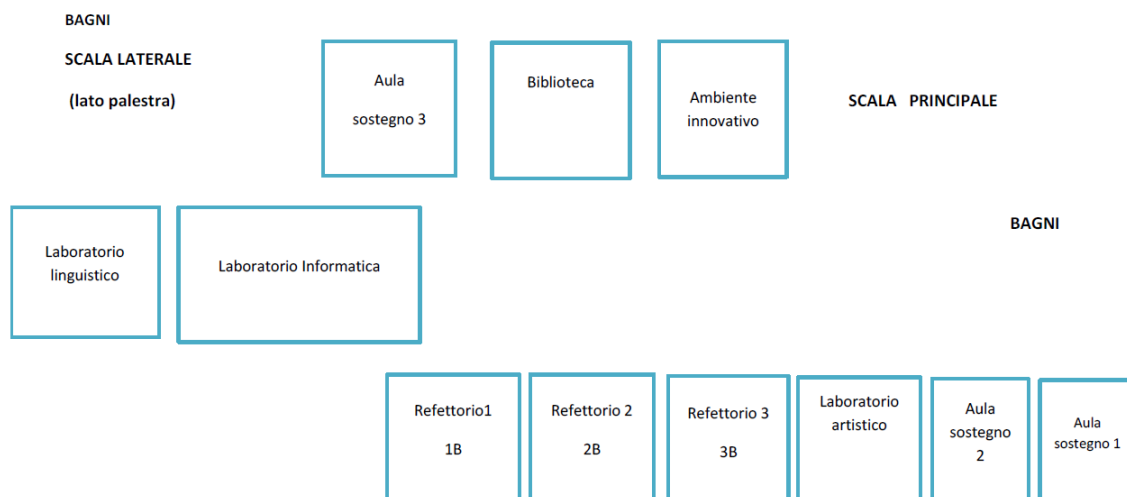 BAGNI
SCALA LATERALE
(lato palestra)
Aula
sostegno 3
Biblioteca
Ambiente
innovativo
SCALA PRINCIPALE
Laboratorio
linguistico
Laboratorio Informatica
BAGNI
Refettorio1
1B
Refettorio 2
2B
Refettorio 3
3B
Laboratorio
artistico
Aula
sostegno
2
Aula
sostegno 1